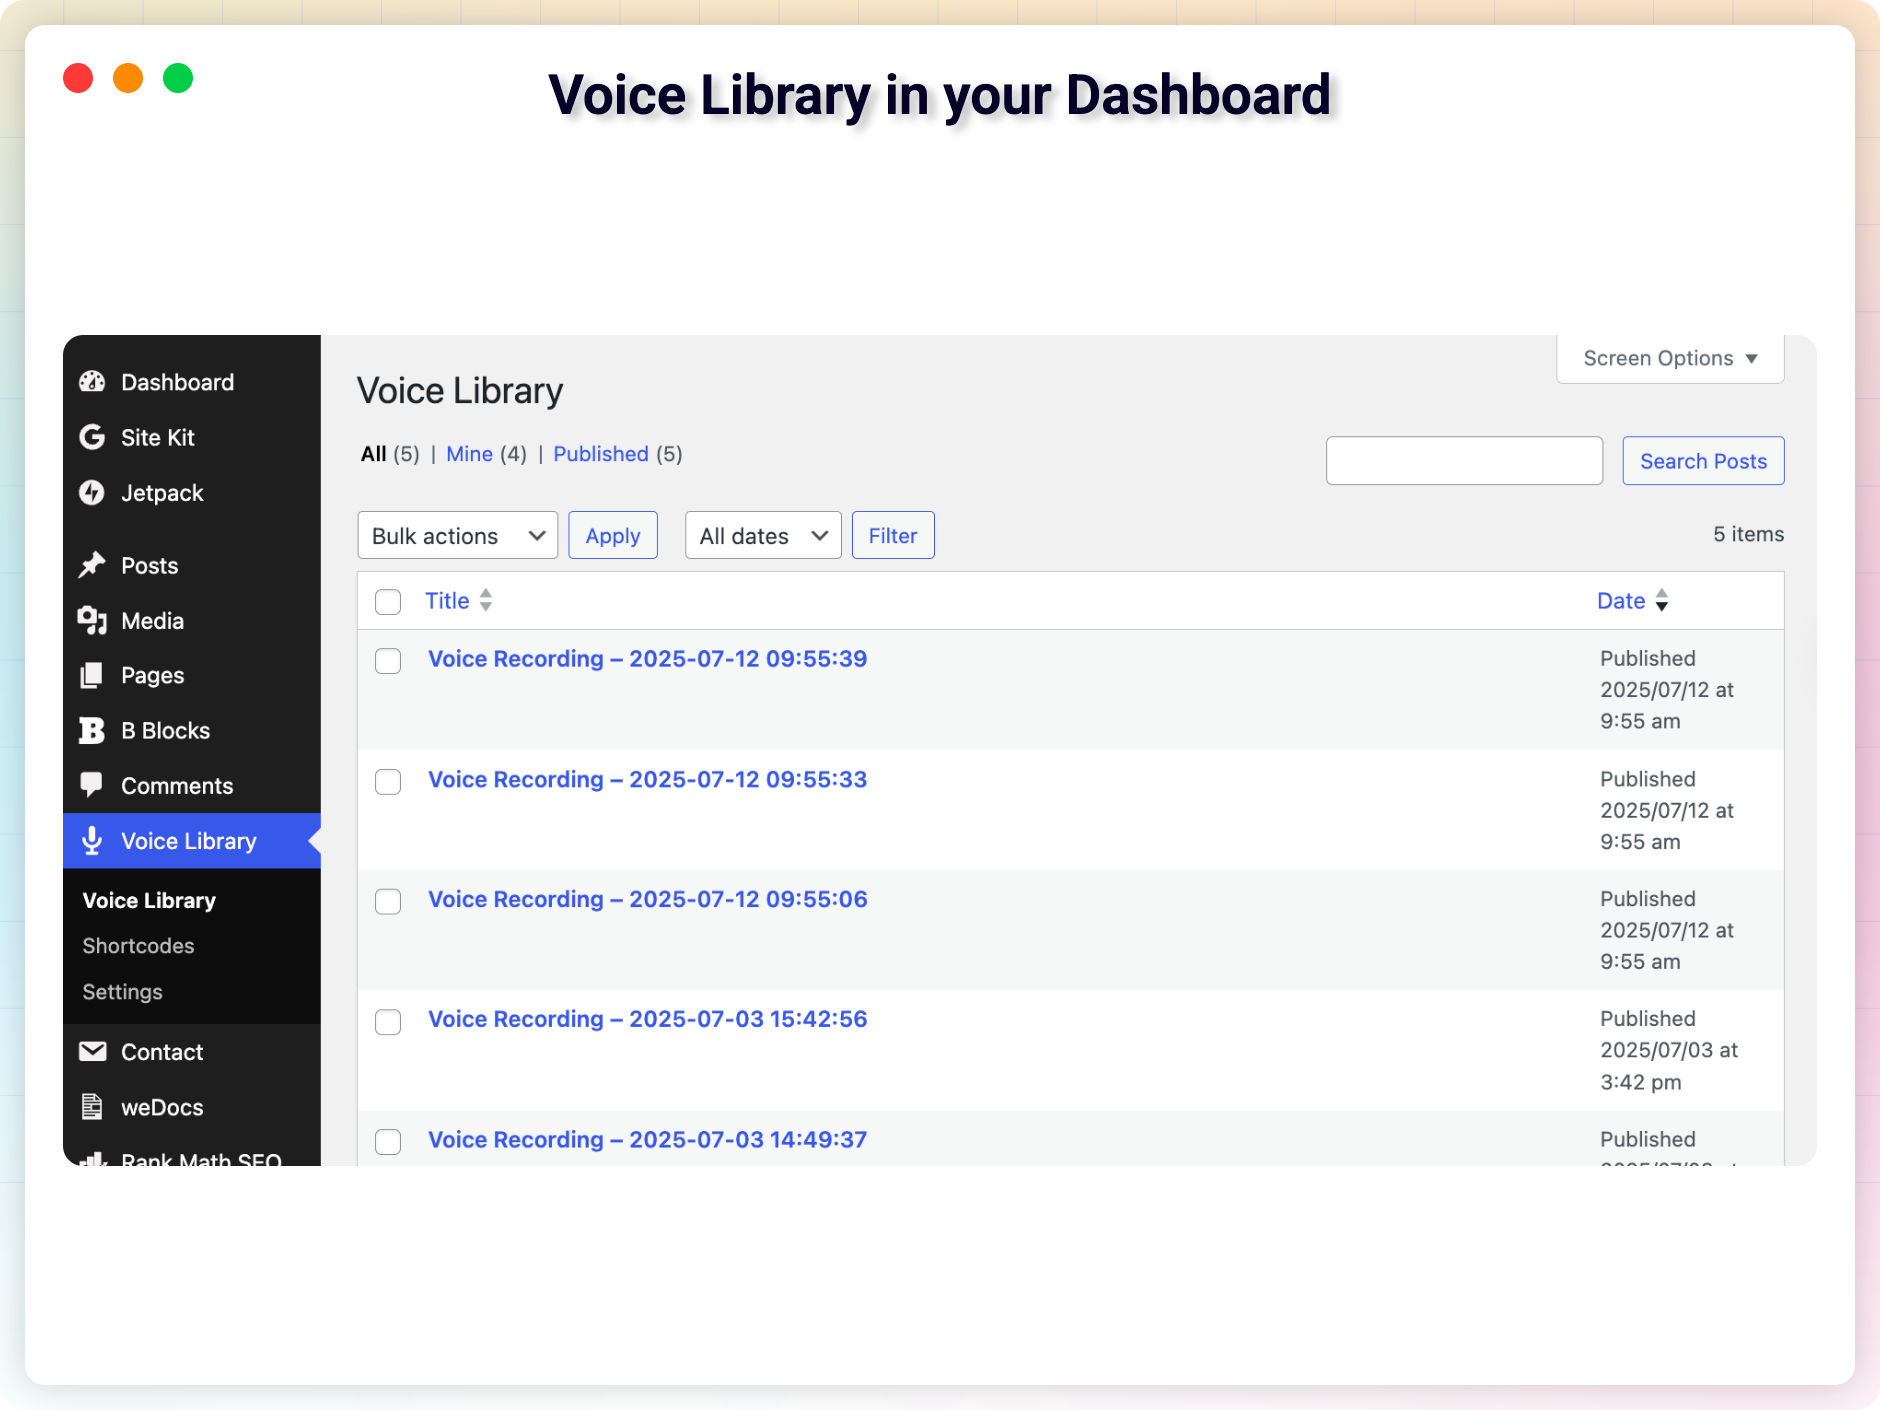 Voice Library in your Dashboard
Dashboard
Site Kit
Jetpack
Posts
Media
Pages
B Blocks
Comments
Voice Library
Voice Library
Shortcodes
Settings
Contact
weDocs
Rank Math SEO
Screen Options ▼
Voice Library
All (5) | Mine (4) | Published (5)
Search Posts
Bulk actions Apply All dates Filter
5 items
Title Date
Voice Recording – 2025-07-12 09:55:39
Published
2025/07/12 at
9:55 am
Voice Recording – 2025-07-12 09:55:33
Published
2025/07/12 at
9:55 am
Voice Recording – 2025-07-12 09:55:06
Published
2025/07/12 at
9:55 am
Voice Recording – 2025-07-03 15:42:56
Published
2025/07/03 at
3:42 pm
Voice Recording – 2025-07-03 14:49:37
Published